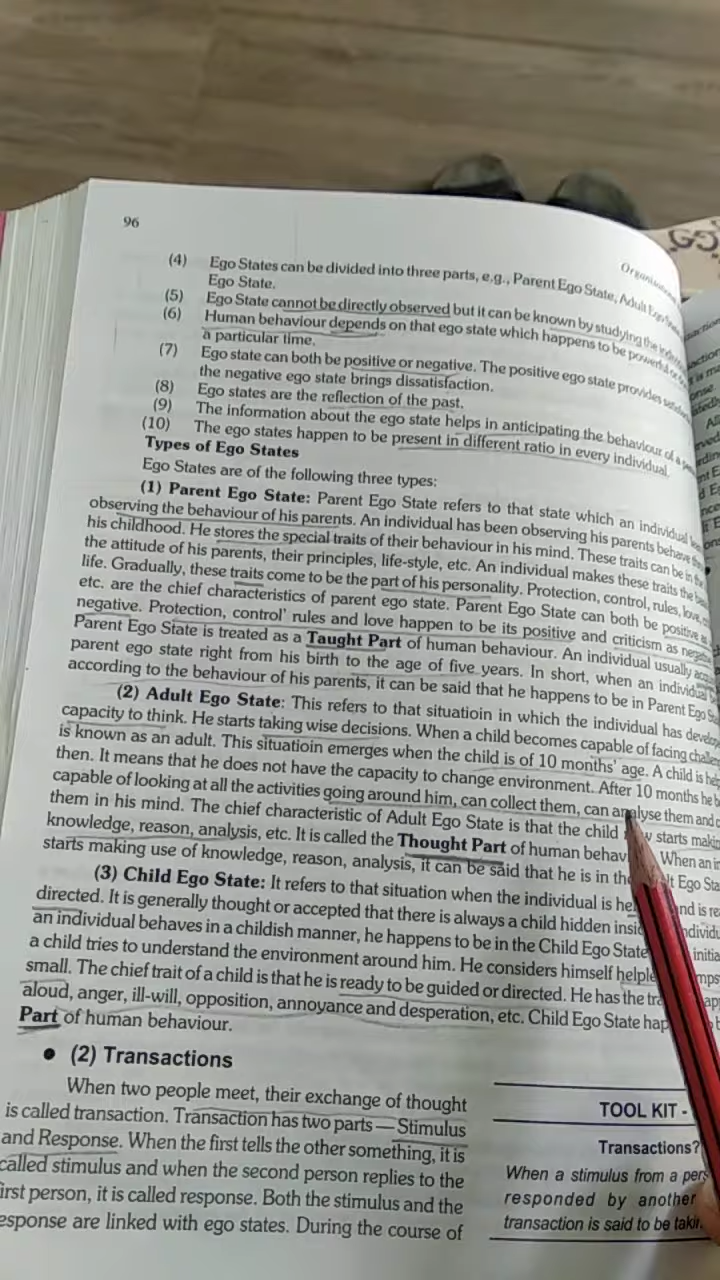 96
(4) Ego States can be divided into three parts, e.g., Parent Ego State, Adult Ego
Ego State.
(5) Ego State cannot be directly observed but it can be known by studying the
(6) Human behaviour depends on that ego state which happens to be powerful
a particular time.
(7) Ego state can both be positive or negative. The positive ego state provides
the negative ego state brings dissatisfaction.
(8) Ego states are the reflection of the past.
(9) The information about the ego state helps in anticipating the behaviour of a
(10) The ego states happen to be present in different ratio in every individual.
Types of Ego States
Ego States are of the following three types:
(1) Parent Ego State: Parent Ego State refers to that state which an individual
observing the behaviour of his parents. An individual has been observing his parents behave
his childhood. He stores the special traits of their behaviour in his mind. These traits can be in the
the attitude of his parents, their principles, life-style, etc. An individual makes these traits the
life. Gradually, these traits come to be the part of his personality. Protection, control, rules, love,
etc. are the chief characteristics of parent ego state. Parent Ego State can both be positive
negative. Protection, control' rules and love happen to be its positive and criticism as
Parent Ego State is treated as a Taught Part of human behaviour. An individual usually
parent ego state right from his birth to the age of five years. In short, when an individual
according to the behaviour of his parents, it can be said that he happens to be in Parent Ego
(2) Adult Ego State: This refers to that situatioin in which the individual has
capacity to think. He starts taking wise decisions. When a child becomes capable of facing
is known as an adult. This situatioin emerges when the child is of 10 months' age. A child is
then. It means that he does not have the capacity to change environment. After 10 months he
capable of looking at all the activities going around him, can collect them, can analyse them and
them in his mind. The chief characteristic of Adult Ego State is that the child starts
knowledge, reason, analysis, etc. It is called the Thought Part of human When an
starts making use of knowledge, reason, analysis, it can be said that he is in the Ego
(3) Child Ego State: It refers to that situation when the individual is and is
directed. It is generally thought or accepted that there is always a child hidden
an individual behaves in a childish manner, he happens to be in the Child Ego State
a child tries to understand the environment around him. He considers himself
small. The chief trait of a child is that he is ready to be guided or directed. He has the
aloud, anger, ill-will, opposition, annoyance and desperation, etc. Child Ego State
Part of human behaviour.
• (2) Transactions
When two people meet, their exchange of thought
is called transaction. Transaction has two parts — Stimulus
and Response. When the first tells the other something, it is
called stimulus and when the second person replies to the
first person, it is called response. Both the stimulus and the
response are linked with ego states. During the course of
TOOL KIT -
Transactions?
When a stimulus from a
responded by another
transaction is said to be